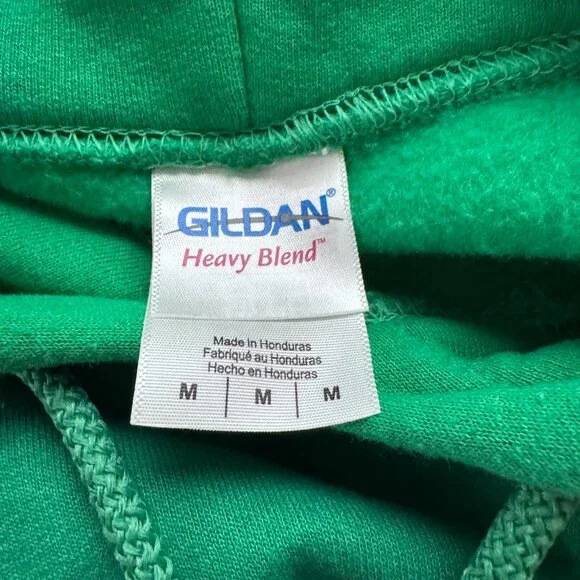 GILDAN®
Heavy Blend™
Made in Honduras
Fabriqué au Honduras
Hecho en Honduras
M | M | M